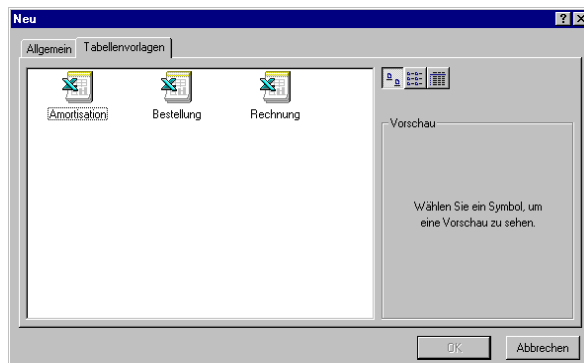 Neu
Allgemein
Tabellenvorlagen
Amortisation
Bestellung
Rechnung
Vorschau
Wählen Sie ein Symbol, um
eine Vorschau zu sehen.
OK
Abbrechen